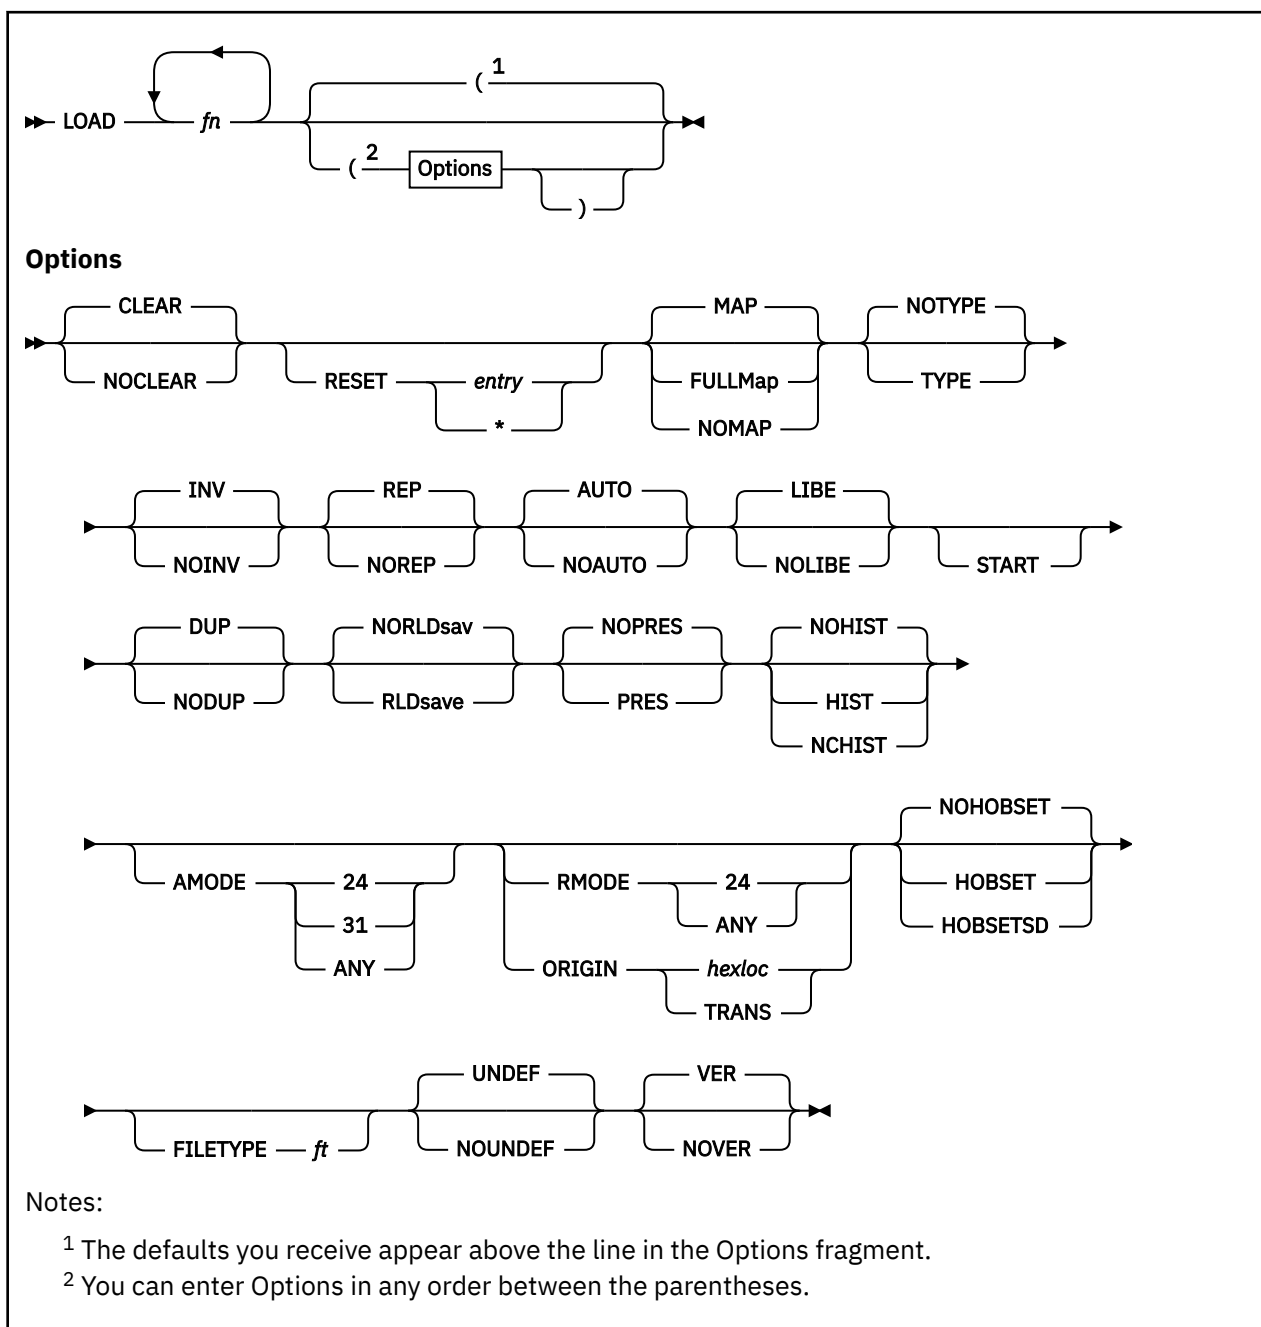 1
(
LOAD fn
2
( Options
)
Options
CLEAR MAP NOTYPE
NOCLEAR RESET entry FULLMap TYPE
* NOMAP
INV REP AUTO LIBE
NOINV NOREP NOAUTO NOLIBE START
DUP NORLDsav NOPRES NOHIST
NODUP RLDsave PRES HIST
NCHIST
NOHOBSET
AMODE 24 RMODE 24 HOBSET
31 ANY HOBSETSD
ANY ORIGIN hexloc
TRANS
UNDEF VER
FILETYPE ft NOUNDEF NOVER
Notes:
1 The defaults you receive appear above the line in the Options fragment.
2 You can enter Options in any order between the parentheses.